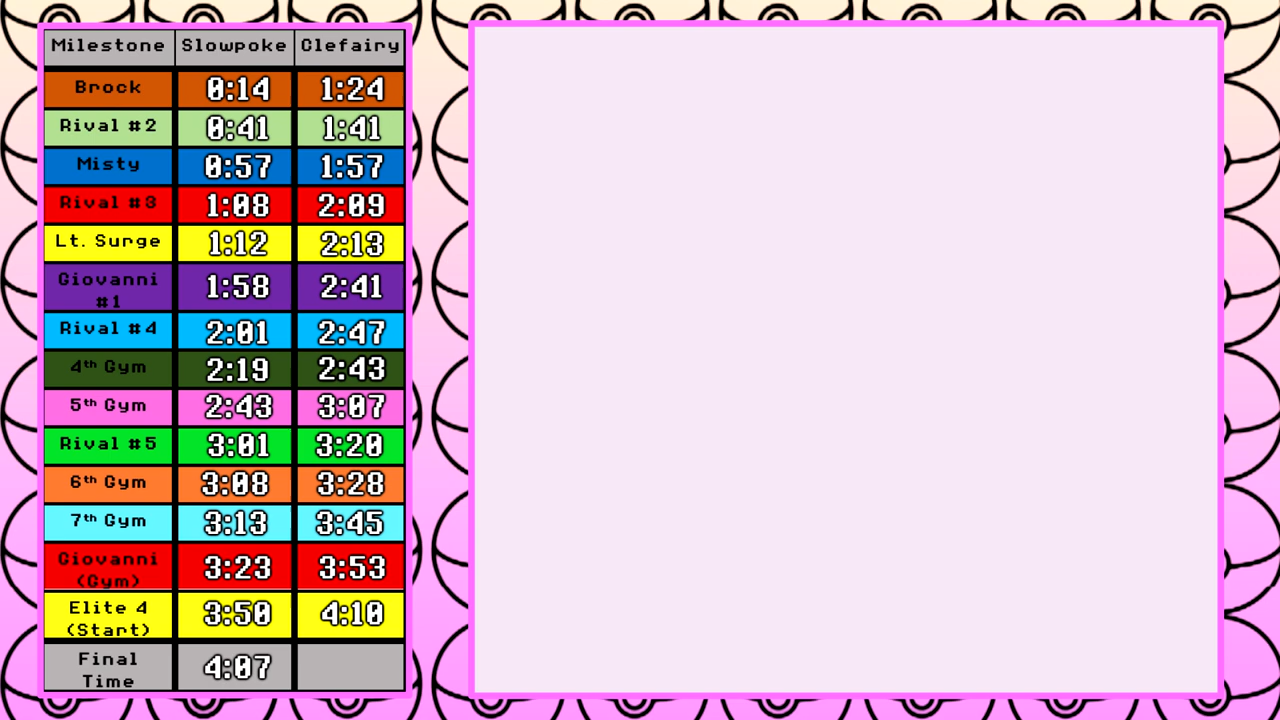 Milestone Slowpoke Clefairy
Brock 0:14 1:24
Rival #2 0:41 1:41
Misty 0:57 1:57
Rival #3 1:08 2:09
Lt. Surge 1:12 2:13
Giovanni
#1 1:58 2:41
Rival #4 2:01 2:47
4th Gym 2:19 2:43
5th Gym 2:43 3:07
Rival #5 3:01 3:20
6th Gym 3:08 3:28
7th Gym 3:13 3:45
Giovanni
(Gym) 3:23 3:53
Elite 4
(Start) 3:50 4:10
Final
Time 4:07